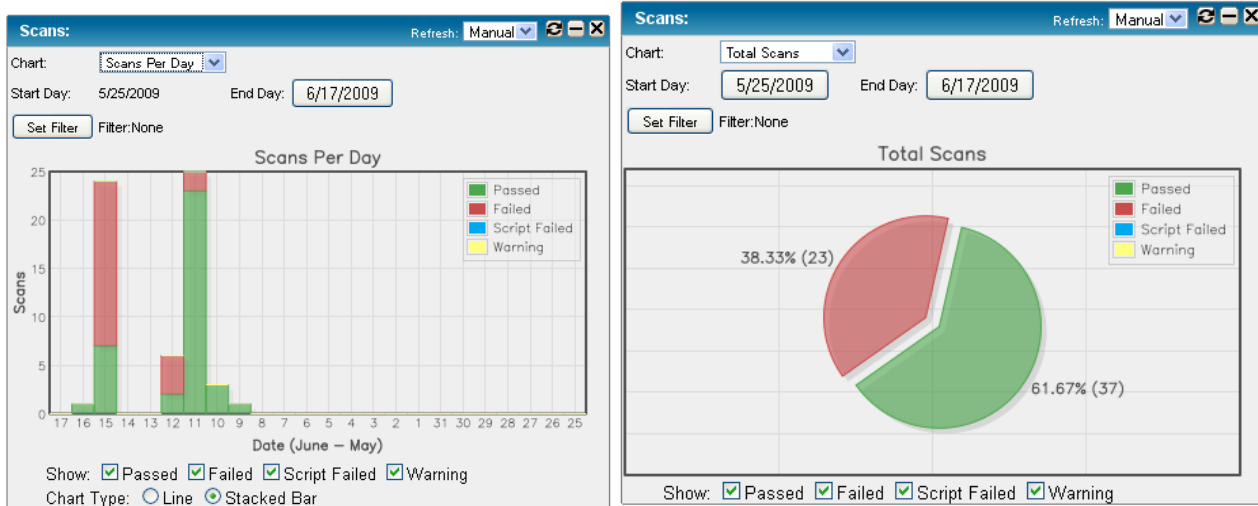 Scans:
Refresh: Manual
Chart: Scans Per Day
Start Day: 5/25/2009 End Day: 6/17/2009
Set Filter Filter:None
Scans Per Day
25
20
15
10
5
0
Scans
Passed
Failed
Script Failed
Warning
17 16 15 14 13 12 11 10 9 8 7 6 5 4 3 2 1 31 30 29 28 27 26 25
Date (June – May)
Show: Passed Failed Script Failed Warning
Chart Type: Line Stacked Bar
Scans:
Refresh: Manual
Chart: Total Scans
Start Day: 5/25/2009 End Day: 6/17/2009
Set Filter Filter:None
Total Scans
Passed
Failed
Script Failed
Warning
38.33% (23)
61.67% (37)
Show: Passed Failed Script Failed Warning